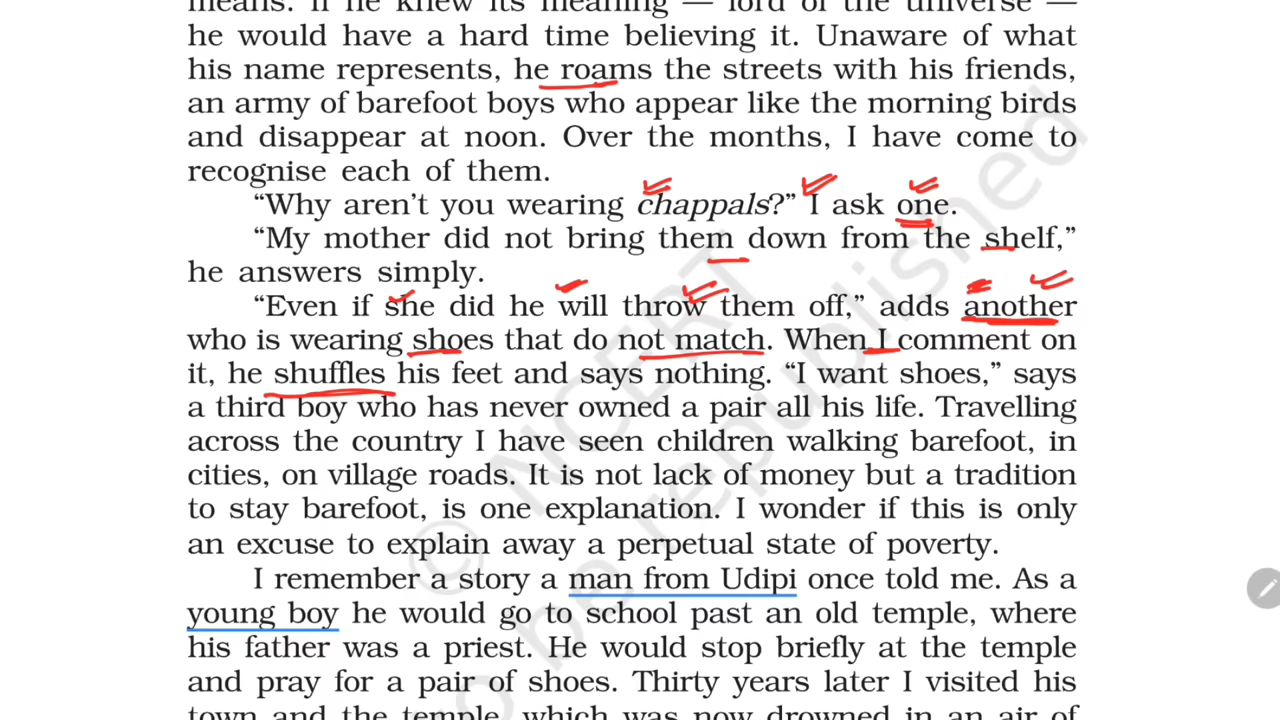 means. If he knew its meaning — lord of the universe —
he would have a hard time believing it. Unaware of what
his name represents, he roams the streets with his friends,
an army of barefoot boys who appear like the morning birds
and disappear at noon. Over the months, I have come to
recognise each of them.
“Why aren’t you wearing chappals?” I ask one.
“My mother did not bring them down from the shelf,”
he answers simply.
“Even if she did he will throw them off,” adds another
who is wearing shoes that do not match. When I comment on
it, he shuffles his feet and says nothing. “I want shoes,” says
a third boy who has never owned a pair all his life. Travelling
across the country I have seen children walking barefoot, in
cities, on village roads. It is not lack of money but a tradition
to stay barefoot, is one explanation. I wonder if this is only
an excuse to explain away a perpetual state of poverty.
I remember a story a man from Udipi once told me. As a
young boy he would go to school past an old temple, where
his father was a priest. He would stop briefly at the temple
and pray for a pair of shoes. Thirty years later I visited his
town and the temple, which was now drowned in an air of
© NCERT
be republished